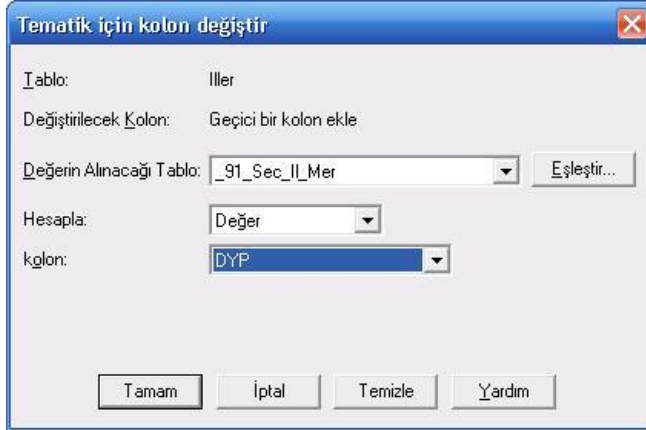 Tematik için kolon değiştir
Tablo: Iller
Değiştirilecek Kolon: Geçici bir kolon ekle
Değerin Alınacağı Tablo: _91_Sec_Il_Mer Eşleştir...
Hesapla: Değer
kolon: DYP
Tamam İptal Temizle Yardım